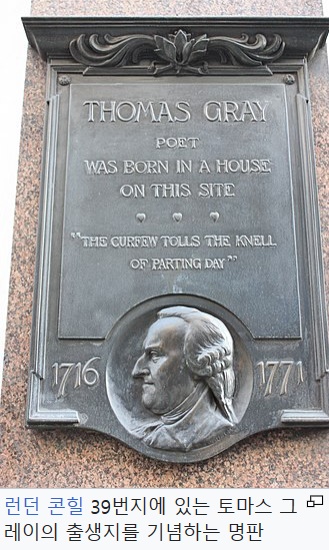 THOMAS GRAY
POET
WAS BORN IN A HOUSE
ON THIS SITE
"THE CURFEW TOLLS THE KNELL
OF PARTING DAY"
1716 1771
런던 콘힐 39번지에 있는 토마스 그
레이의 출생지를 기념하는 명판